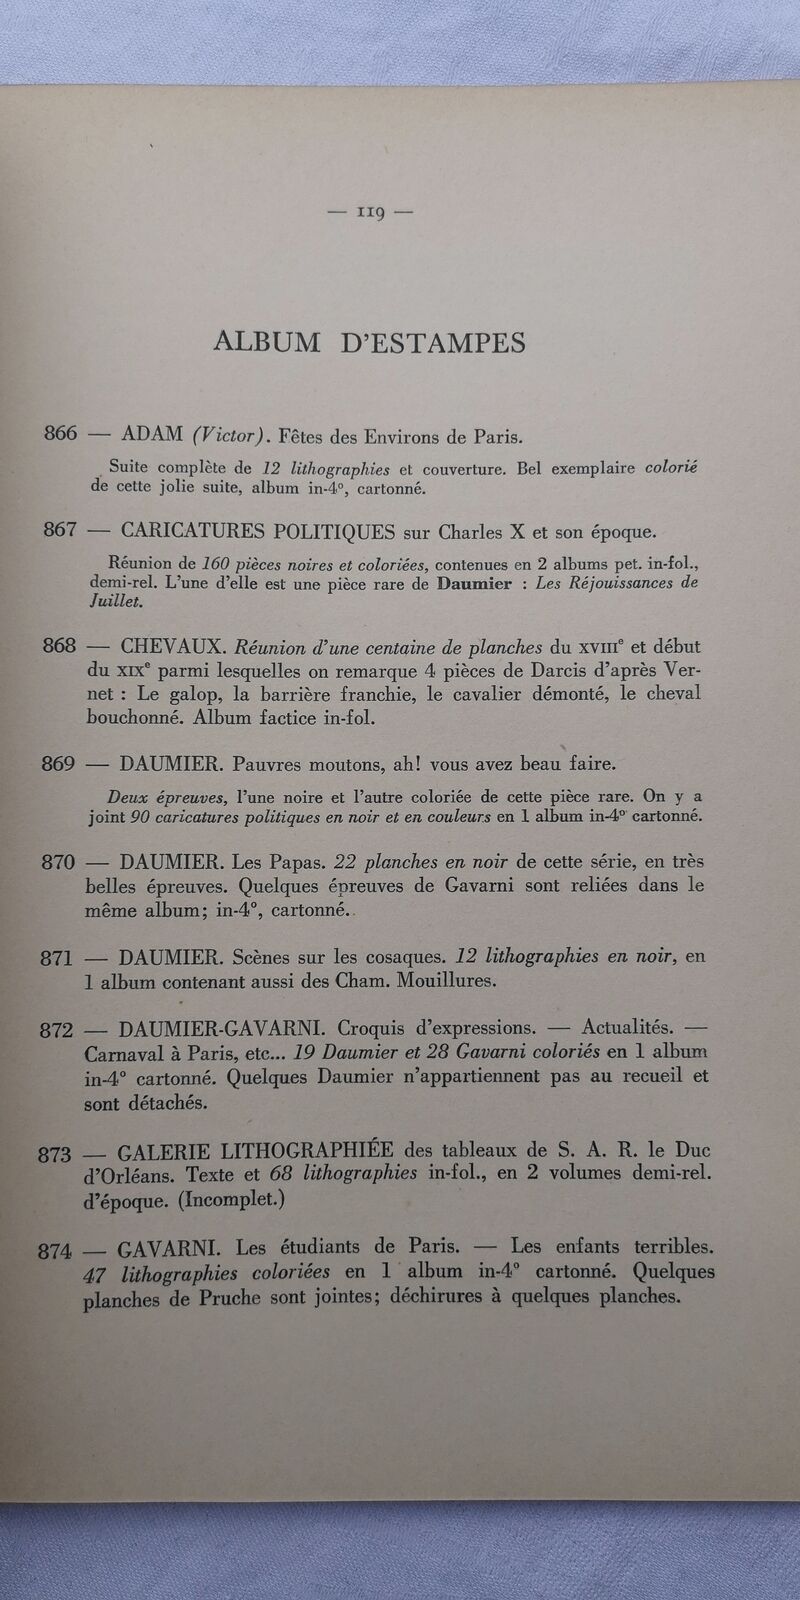 — 119 —
ALBUM D'ESTAMPES
866 — ADAM (Victor). Fêtes des Environs de Paris.
Suite complète de 12 lithographies et couverture. Bel exemplaire colorié
de cette jolie suite, album in-4°, cartonné.
867 — CARICATURES POLITIQUES sur Charles X et son époque.
Réunion de 160 pièces noires et coloriées, contenues en 2 albums pet. in-fol.,
demi-rel. L'une d'elle est une pièce rare de Daumier : Les Réjouissances de
Juillet.
868 — CHEVAUX. Réunion d'une centaine de planches du XVIIIe et début
du XIXe parmi lesquelles on remarque 4 pièces de Darcis d'après Ver-
net : Le galop, la barrière franchie, le cavalier démonté, le cheval
bouchonné. Album factice in-fol.
869 — DAUMIER. Pauvres moutons, ah! vous avez beau faire.
Deux épreuves, l'une noire et l'autre coloriée de cette pièce rare. On y a
joint 90 caricatures politiques en noir et en couleurs en 1 album in-4° cartonné.
870 — DAUMIER. Les Papas. 22 planches en noir de cette série, en très
belles épreuves. Quelques épreuves de Gavarni sont reliées dans le
même album; in-4°, cartonné.
871 — DAUMIER. Scènes sur les cosaques. 12 lithographies en noir, en
1 album contenant aussi des Cham. Mouillures.
872 — DAUMIER-GAVARNI. Croquis d'expressions. — Actualités. —
Carnaval à Paris, etc... 19 Daumier et 28 Gavarni coloriés en 1 album
in-4° cartonné. Quelques Daumier n'appartiennent pas au recueil et
sont détachés.
873 — GALERIE LITHOGRAPHIÉE des tableaux de S. A. R. le Duc
d'Orléans. Texte et 68 lithographies in-fol., en 2 volumes demi-rel.
d'époque. (Incomplet.)
874 — GAVARNI. Les étudiants de Paris. — Les enfants terribles.
47 lithographies coloriées en 1 album in-4° cartonné. Quelques
planches de Pruche sont jointes; déchirures à quelques planches.